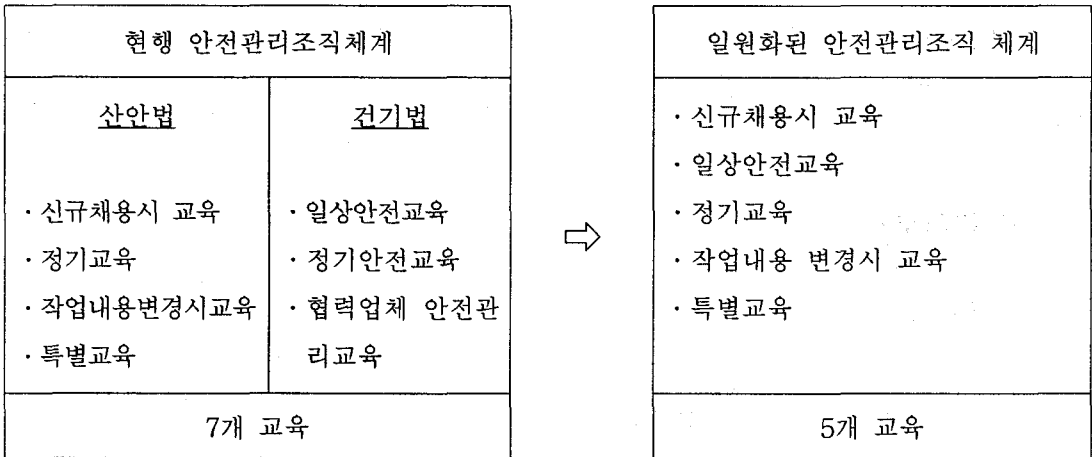 현행 안전관리조직체계
산안법
· 신규채용시 교육
· 정기교육
· 작업내용변경시교육
· 특별교육
건기법
· 일상안전교육
· 정기안전교육
· 협력업체 안전관
리교육
7개 교육
⇨
일원화된 안전관리조직 체계
· 신규채용시 교육
· 일상안전교육
· 정기교육
· 작업내용 변경시 교육
· 특별교육
5개 교육